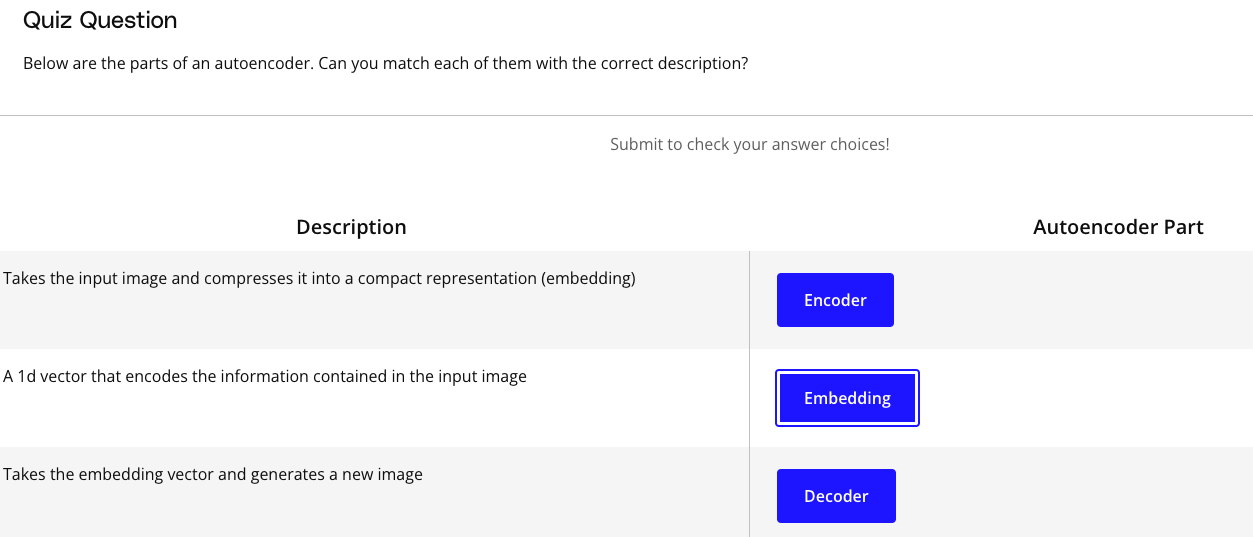 Quiz Question
Below are the parts of an autoencoder. Can you match each of them with the correct description?
Submit to check your answer choices!
Description
Autoencoder Part
Takes the input image and compresses it into a compact representation (embedding)
Encoder
A 1d vector that encodes the information contained in the input image
Embedding
Takes the embedding vector and generates a new image
Decoder